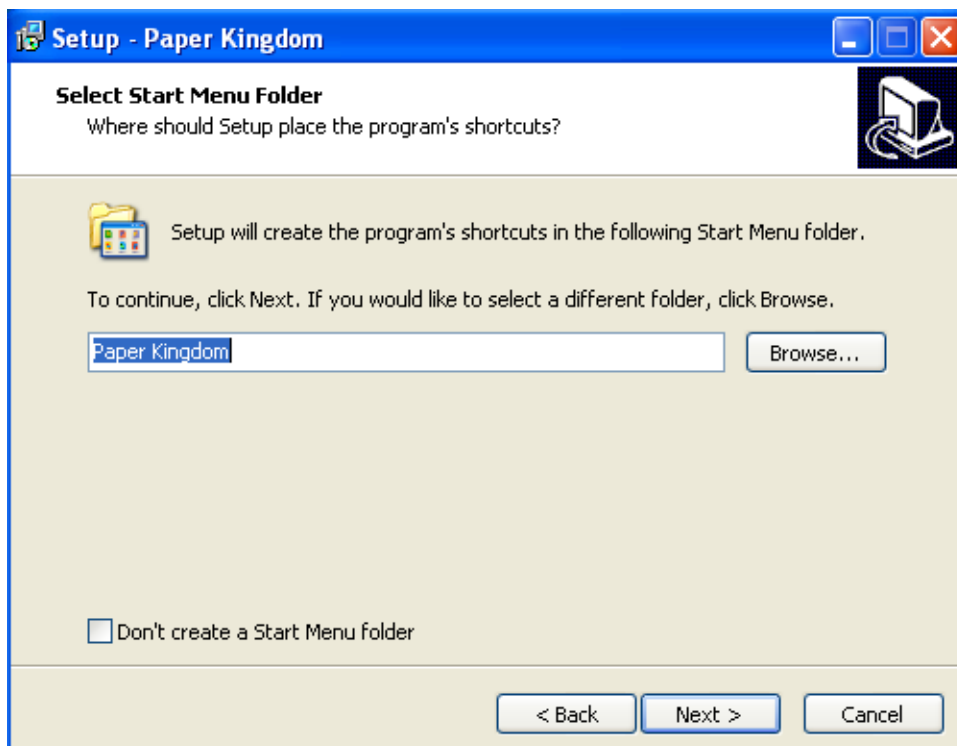 Setup - Paper Kingdom
Select Start Menu Folder
Where should Setup place the program's shortcuts?
Setup will create the program's shortcuts in the following Start Menu folder.
To continue, click Next. If you would like to select a different folder, click Browse.
Paper Kingdom
Browse...
Don't create a Start Menu folder
< Back
Next >
Cancel